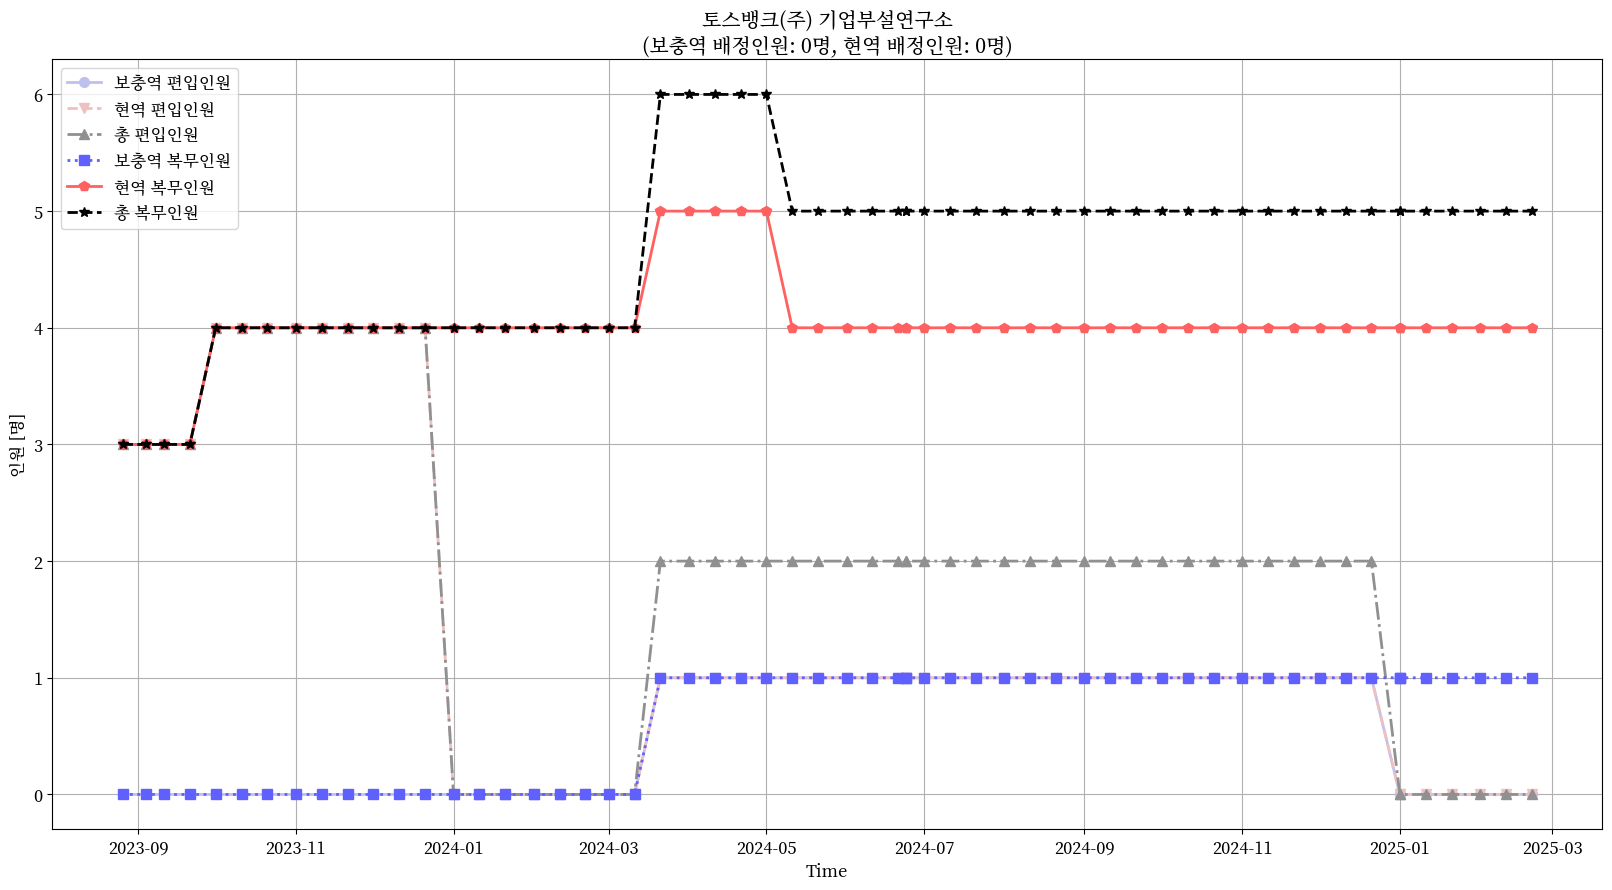 토스뱅크(주) 기업부설연구소
(보충역 배정인원: 0명, 현역 배정인원: 0명)
보충역 편입인원
현역 편입인원
총 편입인원
보충역 복무인원
현역 복무인원
총 복무인원
인원 [명]
6
5
4
3
2
1
0
2023-09
2023-11
2024-01
2024-03
2024-05
2024-07
2024-09
2024-11
2025-01
2025-03
Time